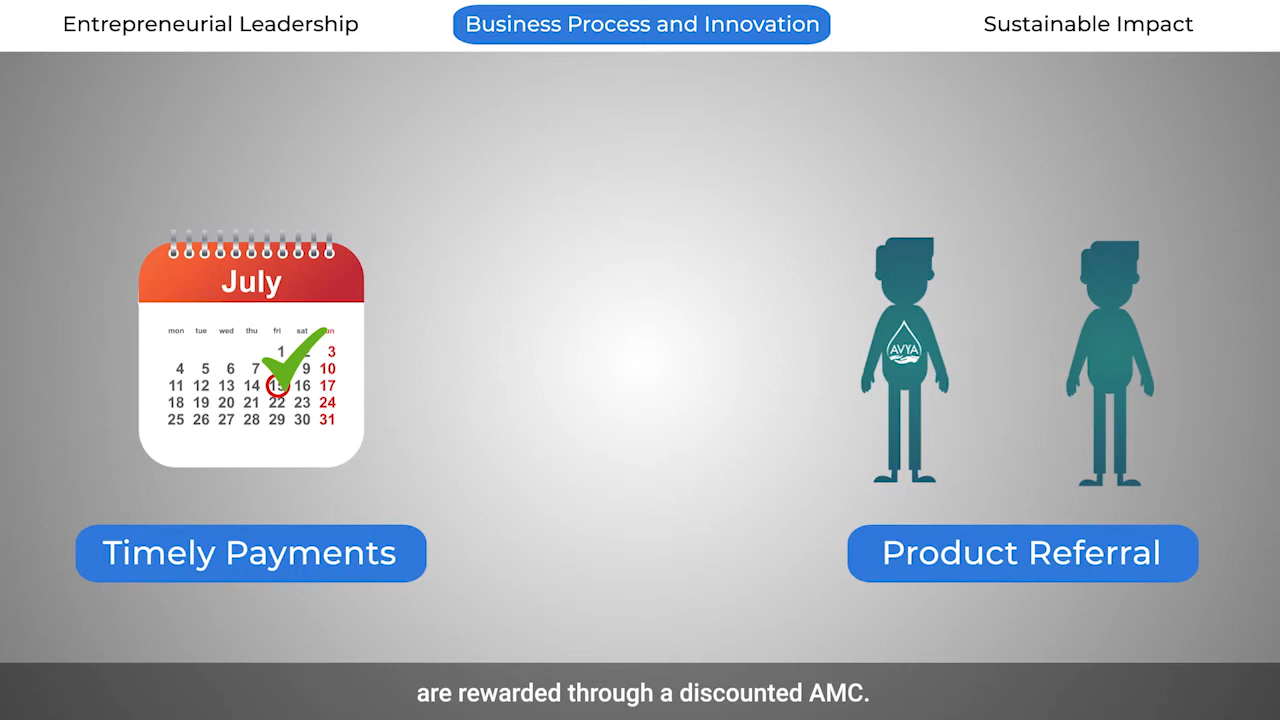 Entrepreneurial Leadership
Business Process and Innovation
Sustainable Impact
July
mon tue wed thu fri sat
1 3
4 5 6 7 9 10
11 12 13 14 15 16 17
18 19 20 21 22 23 24
25 26 27 28 29 30 31
AVYA
Timely Payments
Product Referral
are rewarded through a discounted AMC.